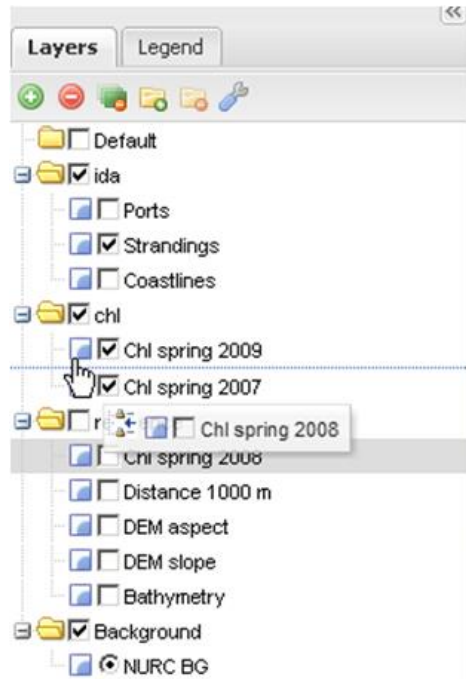 Layers Legend
Default
ida
Ports
Strandings
Coastlines
chl
Chl spring 2009
Chl spring 2007
Chl spring 2008
Chl spring 2008
Distance 1000 m
DEM aspect
DEM slope
Bathymetry
Background
NURC BG